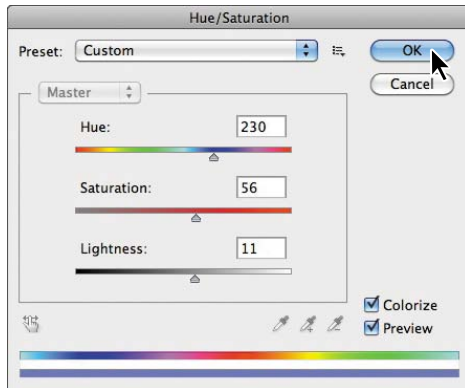 Hue/Saturation
Preset: Custom
OK
Cancel
Master
Hue: 230
Saturation: 56
Lightness: 11
Colorize
Preview